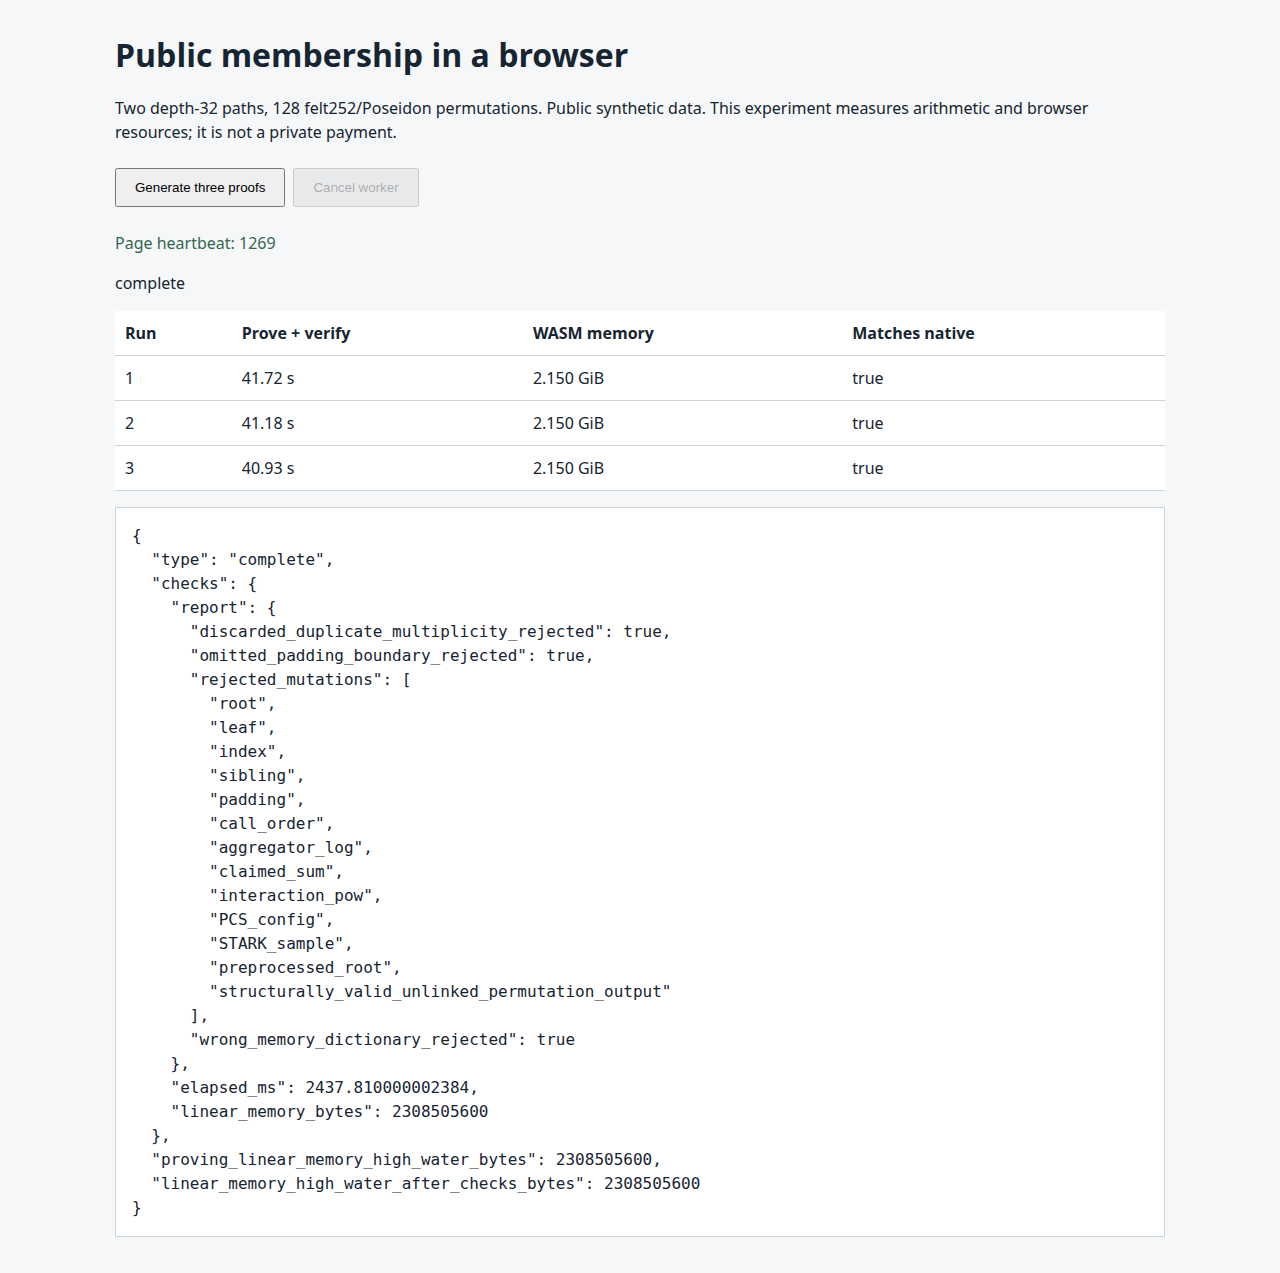 Public membership in a browser
Two depth-32 paths, 128 felt252/Poseidon permutations. Public synthetic data. This experiment measures arithmetic and browser
resources; it is not a private payment.
Generate three proofs Cancel worker
Page heartbeat: 1269
complete
Run Prove + verify WASM memory Matches native
1 41.72 s 2.150 GiB true
2 41.18 s 2.150 GiB true
3 40.93 s 2.150 GiB true
{
  "type": "complete",
  "checks": {
    "report": {
      "discarded_duplicate_multiplicity_rejected": true,
      "omitted_padding_boundary_rejected": true,
      "rejected_mutations": [
        "root",
        "leaf",
        "index",
        "sibling",
        "padding",
        "call_order",
        "aggregator_log",
        "claimed_sum",
        "interaction_pow",
        "PCS_config",
        "STARK_sample",
        "preprocessed_root",
        "structurally_valid_unlinked_permutation_output"
      ],
      "wrong_memory_dictionary_rejected": true
    },
    "elapsed_ms": 2437.810000002384,
    "linear_memory_bytes": 2308505600
  },
  "proving_linear_memory_high_water_bytes": 2308505600,
  "linear_memory_high_water_after_checks_bytes": 2308505600
}